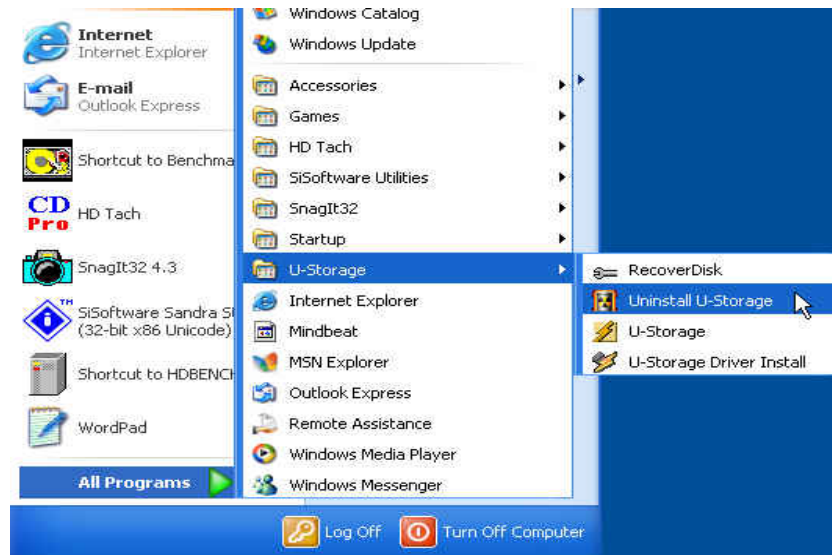 Internet
Internet Explorer
E-mail
Outlook Express
Shortcut to Benchma
CD
Pro
HD Tach
SnagIt32 4.3
TM
SiSoftware Sandra S
(32-bit x86 Unicode)
Shortcut to HDBENCH
WordPad
All Programs
Windows Catalog
Windows Update
Accessories
Games
HD Tach
SiSoftware Utilities
SnagIt32
Startup
U-Storage
Internet Explorer
Mindbeat
MSN Explorer
Outlook Express
Remote Assistance
Windows Media Player
Windows Messenger
RecoverDisk
Uninstall U-Storage
U-Storage
U-Storage Driver Install
Log Off
Turn Off Computer